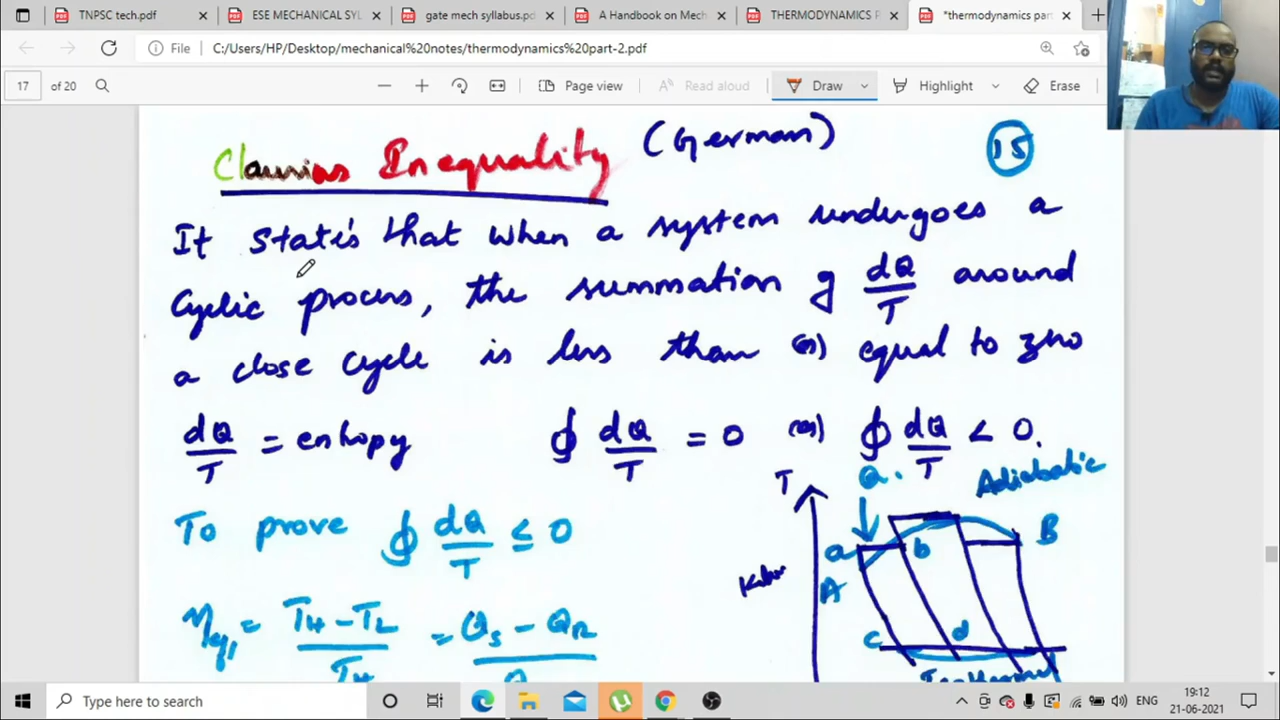 TNPSC tech.pdf
ESE MECHANICAL SYL
gate mech syllabus.pd
A Handbook on Mech
THERMODYNAMICS P
*thermodynamics par
File C:/Users/HP/Desktop/mechanical%20notes/thermodynamics%20part-2.pdf
17 of 20 Page view Read aloud Draw Highlight Erase
Clausius Inequality (German) 15
It states that when a system undergoes a
Cyclic process, the summation of dQ/T around
a close cycle is less than (or) equal to zero
dQ/T = entropy ∮ dQ/T = 0 (or) ∮ dQ/T < 0.
T Q. Adiabatic
To prove ∮ dQ/T ≤ 0
a b B
A
c d
ηcy1 = TH - TL / TH = QS - QR / Q
Isothermal
Type here to search
ENG 19:12
21-06-2021